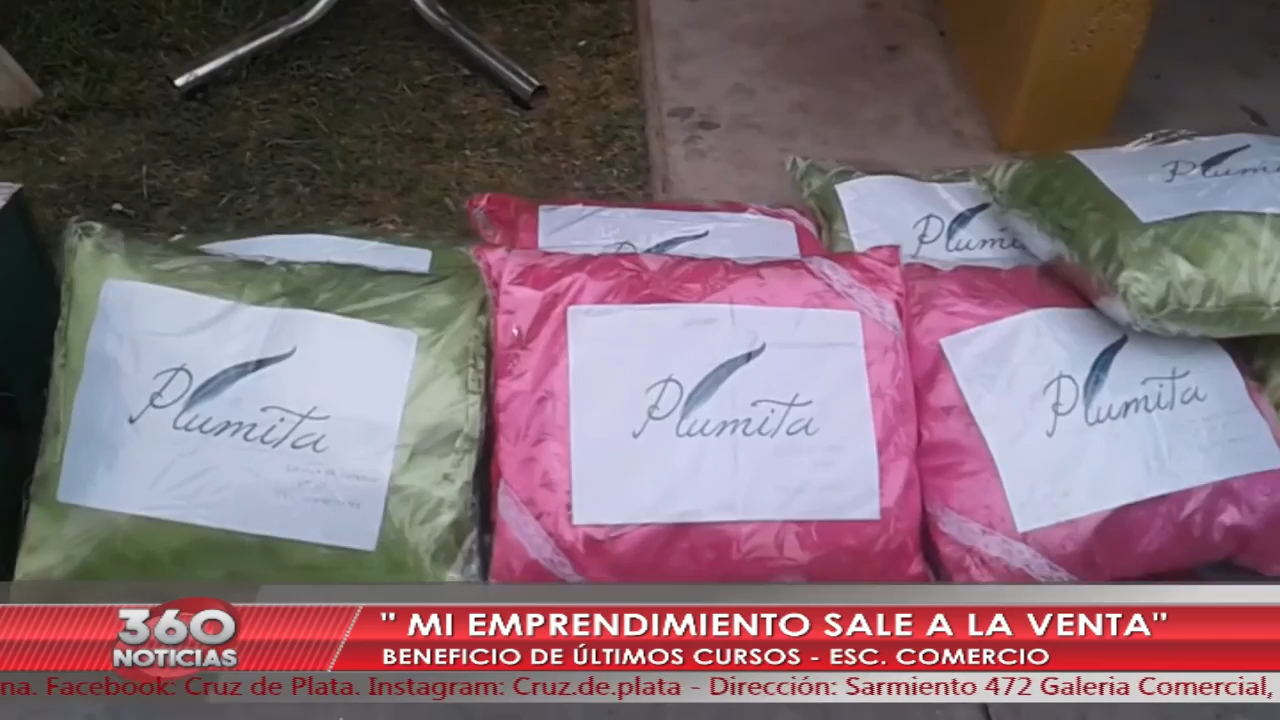 Plumita
Plumi
Plumita
Plumita
Plumita
360
NOTICIAS
" MI EMPRENDIMIENTO SALE A LA VENTA"
BENEFICIO DE ÚLTIMOS CURSOS - ESC. COMERCIO
na. Facebook: Cruz de Plata. Instagram: Cruz.de.plata - Dirección: Sarmiento 472 Galeria Comercial,